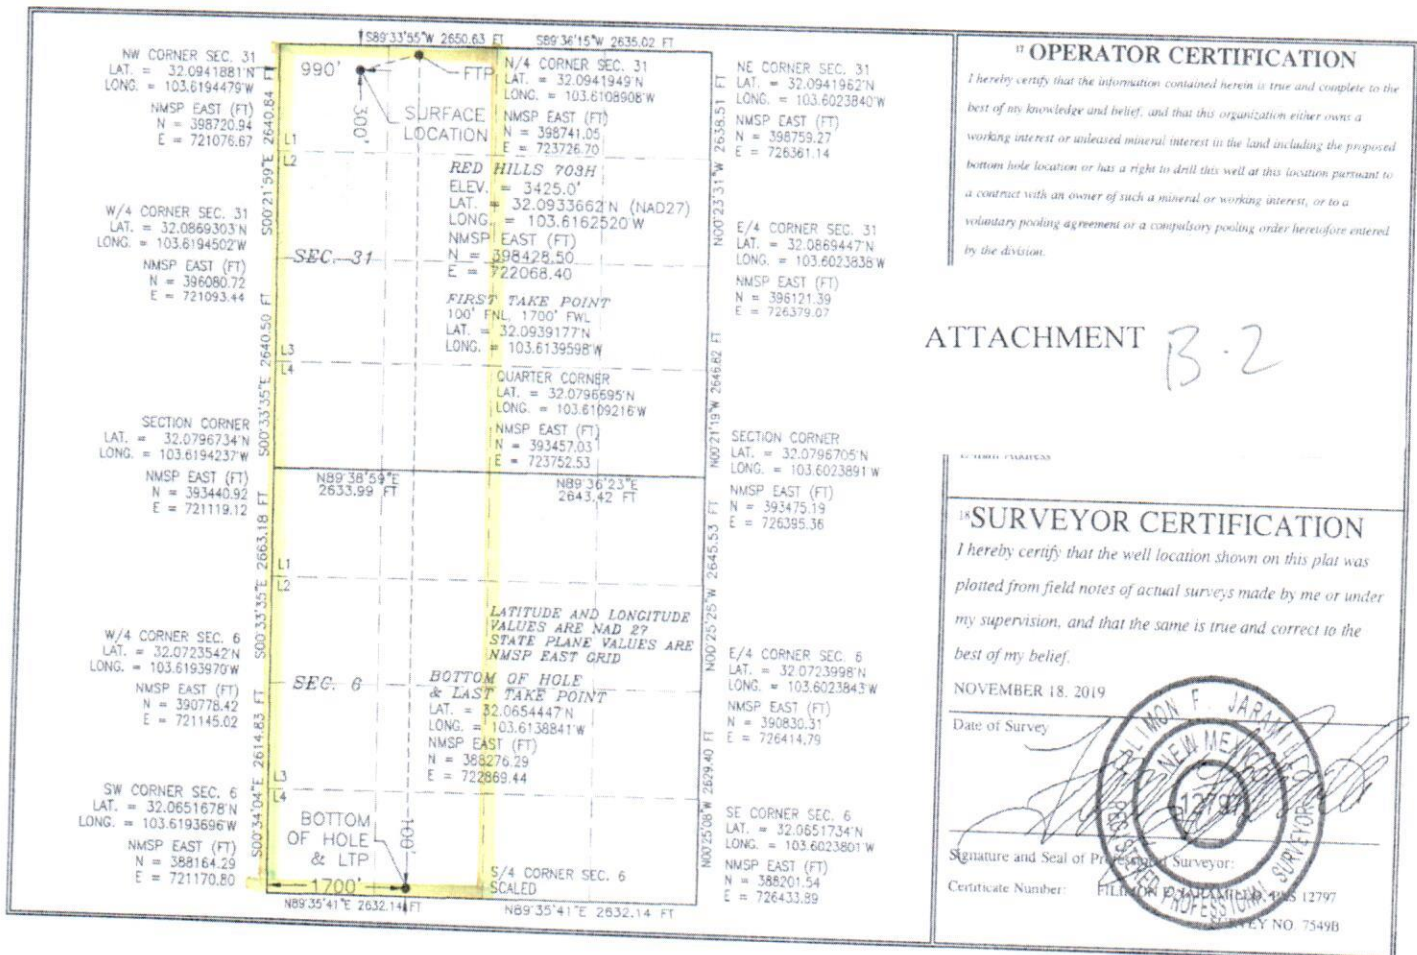 S89°33'55"W 2650.63 FT
S89°36'15"W 2635.02 FT
NW CORNER SEC. 31
LAT. = 32.0941881'N
LONG. = 103.6194479'W
NMSP EAST (FT)
N = 398720.94
E = 721076.67
990'
300'
FTP
SURFACE
LOCATION
N/4 CORNER SEC. 31
LAT. = 32.0941949'N
LONG. = 103.6108908'W
NMSP EAST (FT)
N = 398741.05
E = 723726.70
NE CORNER SEC. 31
LAT. = 32.0941962'N
LONG. = 103.6023840'W
NMSP EAST (FT)
N = 398759.27
E = 726361.14
S00°21'59"E 2640.84 FT
N00°23'31"W 2638.51 FT
L1
L2
RED HILLS 703H
ELEV. = 3425.0'
LAT. = 32.0933662'N (NAD27)
LONG. = 103.6162520'W
NMSP EAST (FT)
N = 398428.50
E = 722068.40
W/4 CORNER SEC. 31
LAT. = 32.0869303'N
LONG. = 103.6194502'W
NMSP EAST (FT)
N = 396080.72
E = 721093.44
SEC. 31
E/4 CORNER SEC. 31
LAT. = 32.0869447'N
LONG. = 103.6023838'W
NMSP EAST (FT)
N = 396121.39
E = 726379.07
FIRST TAKE POINT
100' FNL, 1700' FWL
LAT. = 32.0939177'N
LONG. = 103.6139598'W
S00°33'35"E 2640.50 FT
N00°21'19"W 2646.82 FT
L3
L4
QUARTER CORNER
LAT. = 32.0796695'N
LONG. = 103.6109216'W
NMSP EAST (FT)
N = 393457.03
E = 723752.53
SECTION CORNER
LAT. = 32.0796734'N
LONG. = 103.6194237'W
NMSP EAST (FT)
N = 393440.92
E = 721119.12
SECTION CORNER
LAT. = 32.0796705'N
LONG. = 103.6023891'W
NMSP EAST (FT)
N = 393475.19
E = 726395.36
N89°38'59"E
2633.99 FT
N89°36'23"E
2643.42 FT
S00°33'35"E 2663.18 FT
N00°25'25"W 2645.53 FT
L1
L2
LATITUDE AND LONGITUDE
VALUES ARE NAD 27
STATE PLANE VALUES ARE
NMSP EAST GRID
W/4 CORNER SEC. 6
LAT. = 32.0723542'N
LONG. = 103.6193970'W
NMSP EAST (FT)
N = 390778.42
E = 721145.02
SEC. 6
E/4 CORNER SEC. 6
LAT. = 32.0723998'N
LONG. = 103.6023843'W
NMSP EAST (FT)
N = 390830.31
E = 726414.79
BOTTOM OF HOLE
& LAST TAKE POINT
LAT. = 32.0654447'N
LONG. = 103.6138841'W
NMSP EAST (FT)
N = 388276.29
E = 722869.44
S00°34'04"E 2614.83 FT
N00°25'08"W 2629.40 FT
L3
L4
SW CORNER SEC. 6
LAT. = 32.0651678'N
LONG. = 103.6193696'W
NMSP EAST (FT)
N = 388164.29
E = 721170.80
BOTTOM
OF HOLE
& LTP
100'
1700'
S/4 CORNER SEC. 6
SCALED
SE CORNER SEC. 6
LAT. = 32.0651734'N
LONG. = 103.6023801'W
NMSP EAST (FT)
N = 388201.54
E = 726433.89
N89°35'41"E 2632.14 FT
N89°35'41"E 2632.14 FT
17 OPERATOR CERTIFICATION
I hereby certify that the information contained herein is true and complete to the
best of my knowledge and belief, and that this organization either owns a
working interest or unleased mineral interest in the land including the proposed
bottom hole location or has a right to drill this well at this location pursuant to
a contract with an owner of such a mineral or working interest, or to a
voluntary pooling agreement or a compulsory pooling order heretofore entered
by the division.
ATTACHMENT B-2
E-mail Address
18 SURVEYOR CERTIFICATION
I hereby certify that the well location shown on this plat was
plotted from field notes of actual surveys made by me or under
my supervision, and that the same is true and correct to the
best of my belief.
NOVEMBER 18, 2019
Date of Survey
FILIMON F. JARAMILLO
NEW MEXICO
12797
REGISTERED PROFESSIONAL SURVEYOR
Signature and Seal of Professional Surveyor:
Certificate Number: FILIMON F. JARAMILLO, PLS 12797
SURVEY NO. 7549B